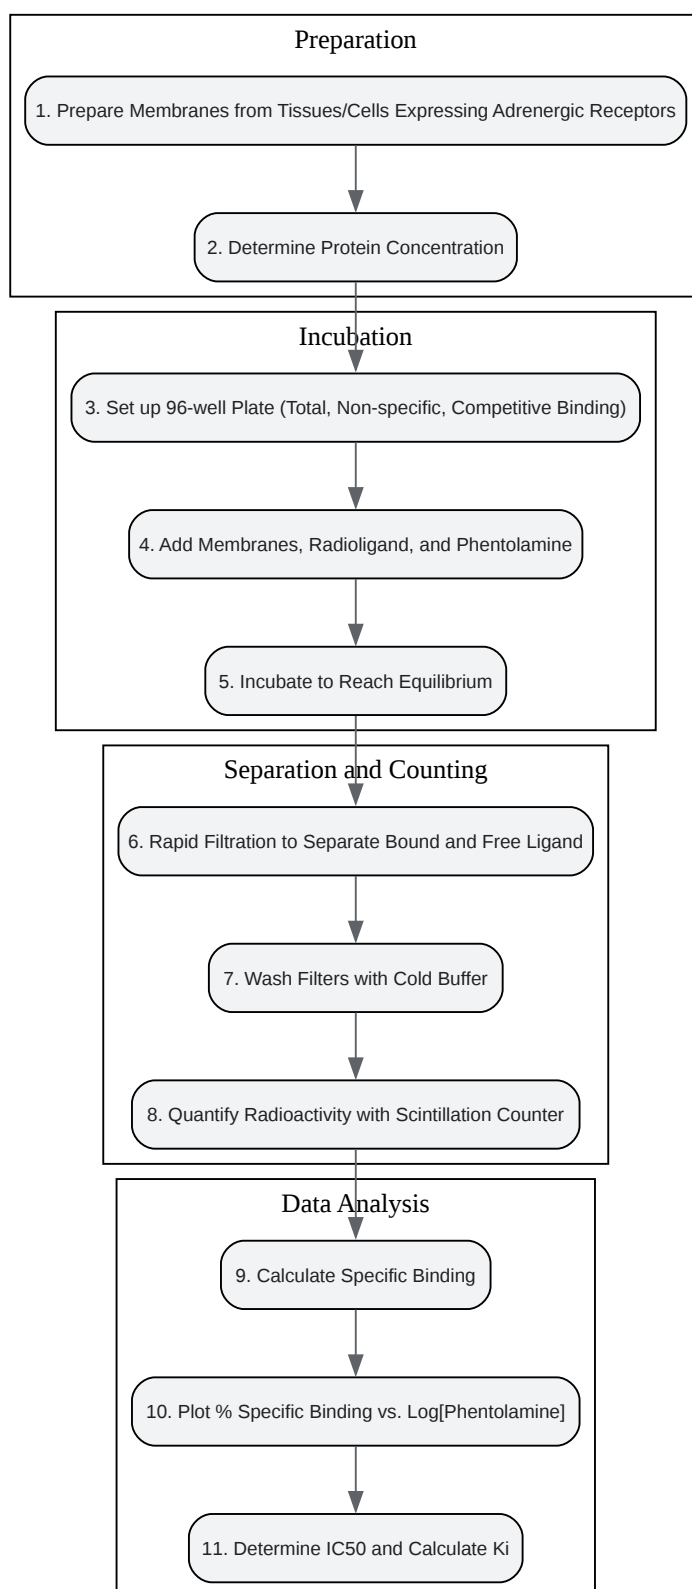 Preparation
1. Prepare Membranes from Tissues/Cells Expressing Adrenergic Receptors
2. Determine Protein Concentration
Incubation
3. Set up 96-well Plate (Total, Non-specific, Competitive Binding)
4. Add Membranes, Radioligand, and Phentolamine
5. Incubate to Reach Equilibrium
Separation and Counting
6. Rapid Filtration to Separate Bound and Free Ligand
7. Wash Filters with Cold Buffer
8. Quantify Radioactivity with Scintillation Counter
Data Analysis
9. Calculate Specific Binding
10. Plot % Specific Binding vs. Log[Phentolamine]
11. Determine IC50 and Calculate Ki